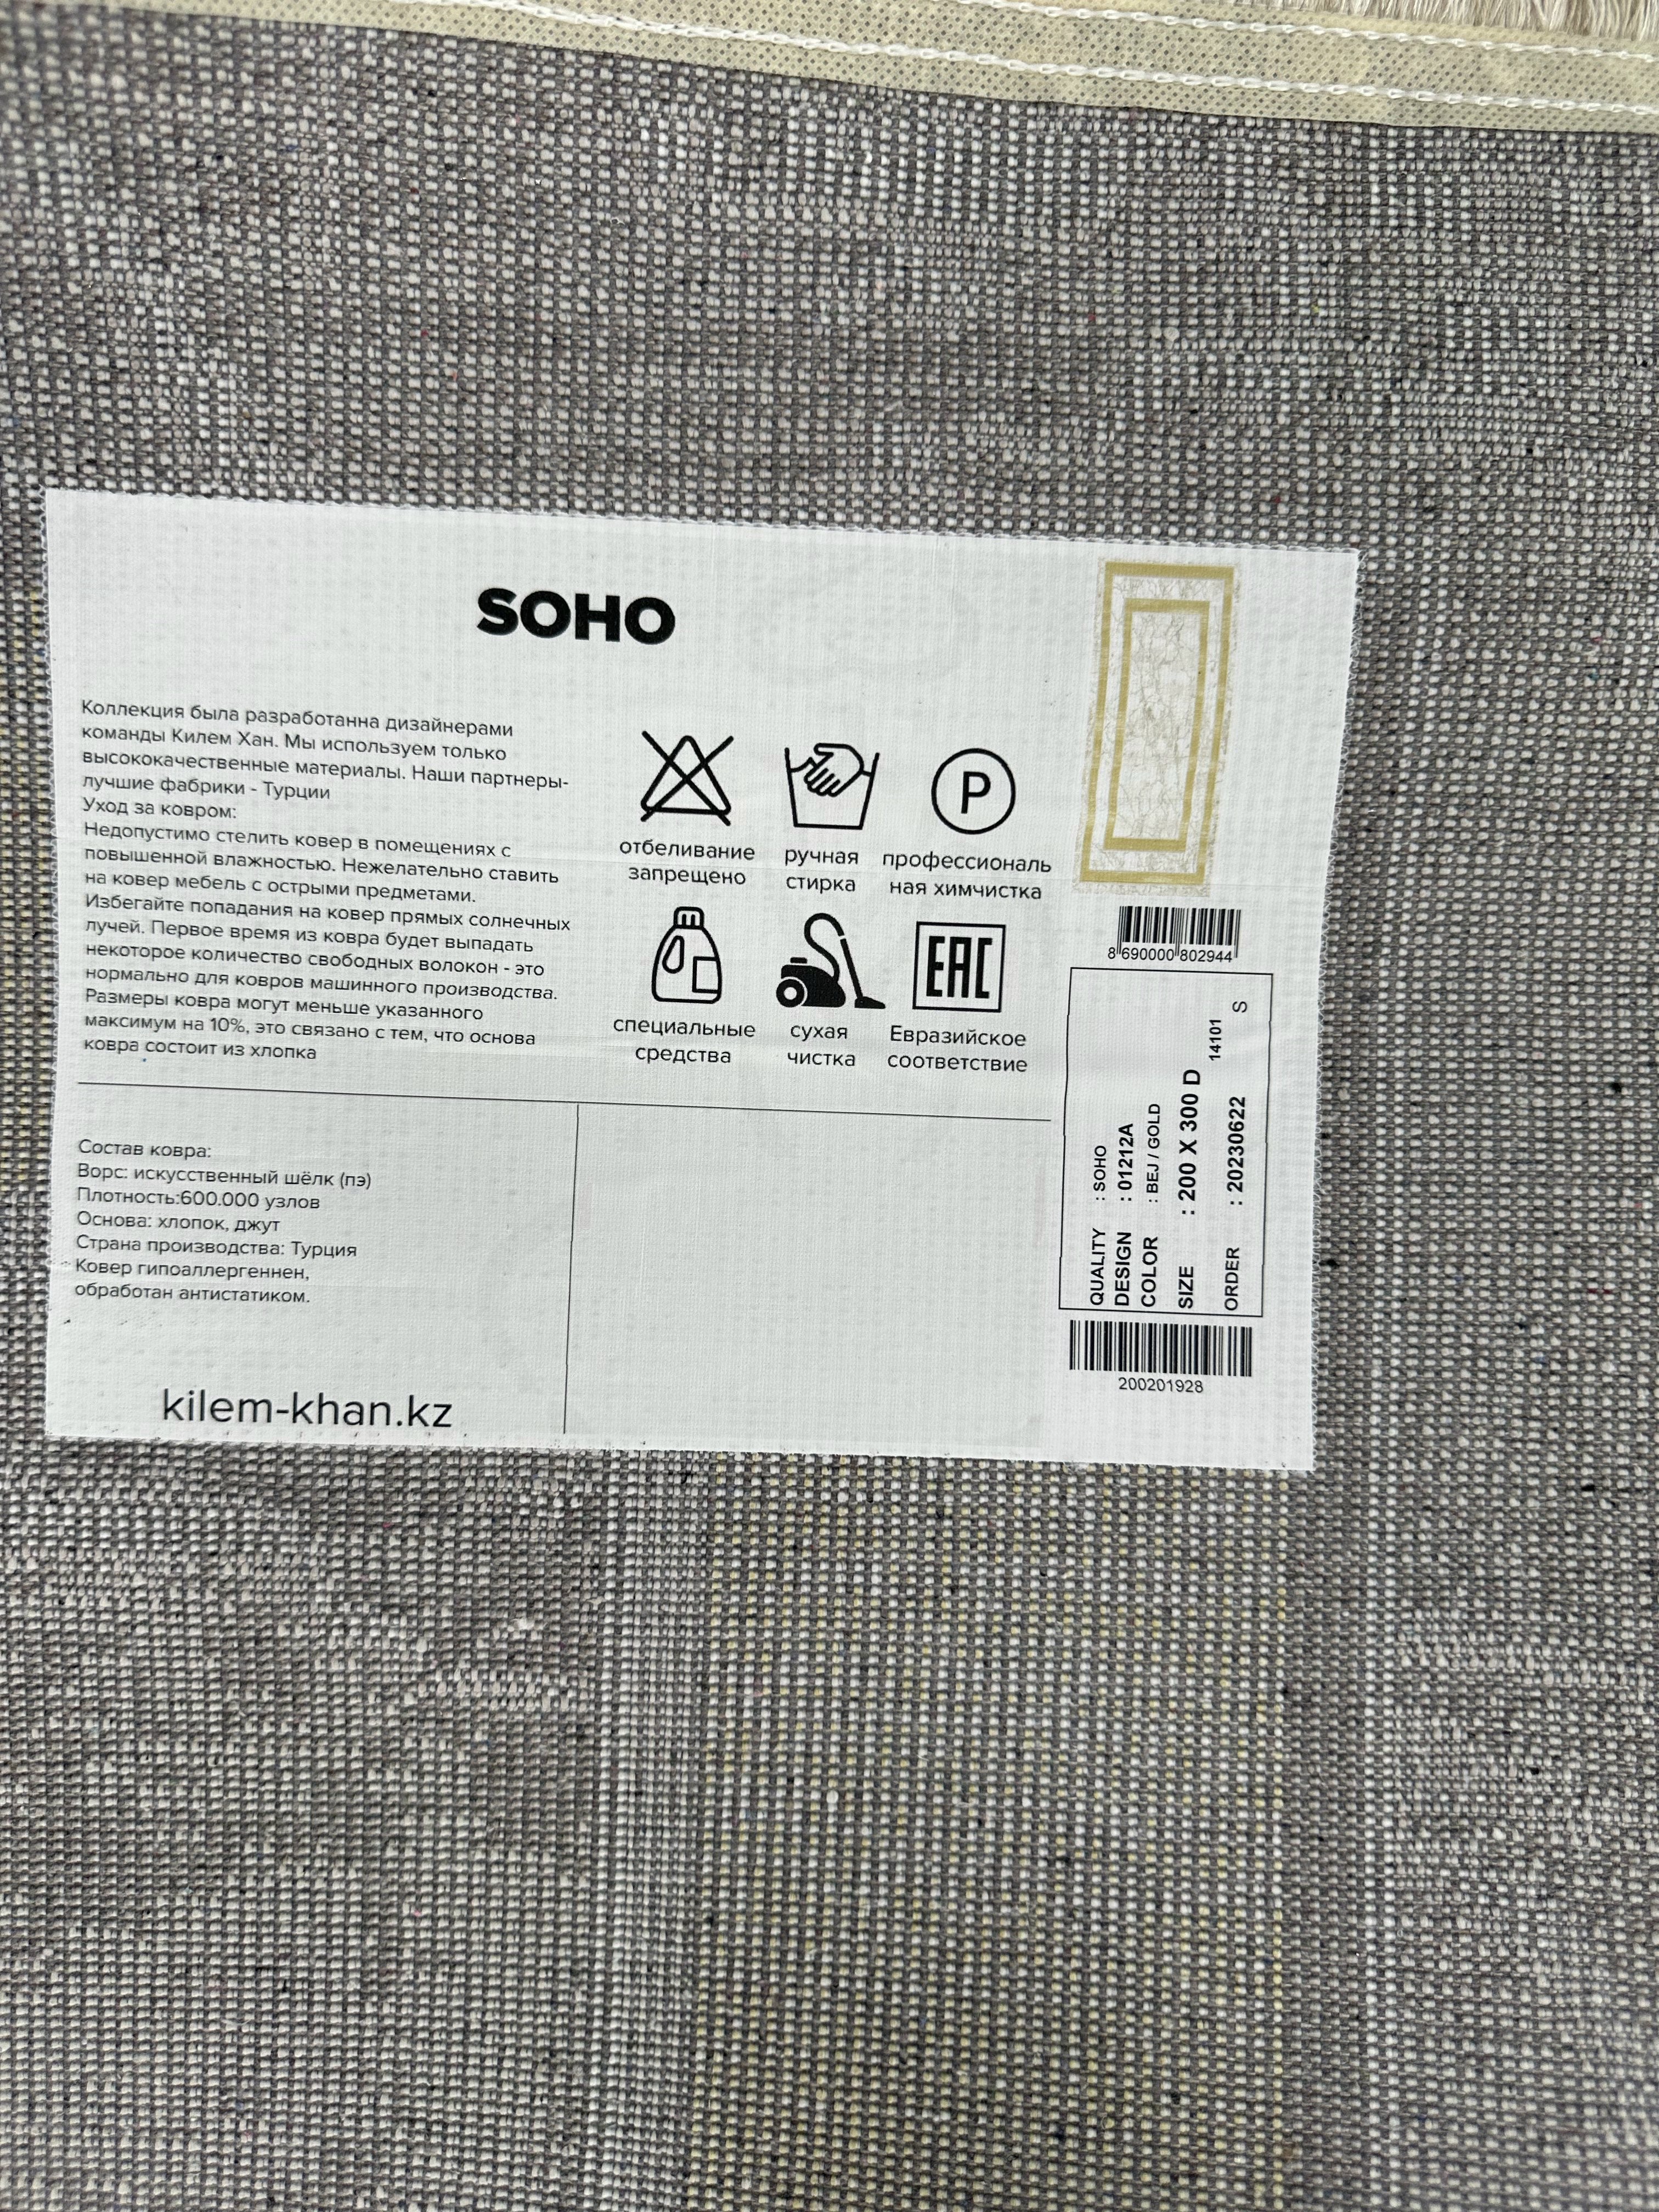 SOHO
Коллекция была разработанна дизайнерами
команды Килем Хан. Мы используем только
высококачественные материалы. Наши партнеры-
лучшие фабрики - Турции
Уход за ковром:
Недопустимо стелить ковер в помещениях с
повышенной влажностью. Нежелательно ставить
на ковер мебель с острыми предметами.
Избегайте попадания на ковер прямых солнечных
лучей. Первое время из ковра будет выпадать
некоторое количество свободных волокон - это
нормально для ковров машинного производства.
Размеры ковра могут меньше указанного
максимум на 10%, это связано с тем, что основа
ковра состоит из хлопка
отбеливание
запрещено
ручная
стирка
P
профессиональ
ная химчистка
специальные
средства
сухая
чистка
EAC
Евразийское
соответствие
Состав ковра:
Ворс: искусственный шёлк (пэ)
Плотность:600.000 узлов
Основа: хлопок, джут
Страна производства: Турция
Ковер гипоаллергеннен,
обработан антистатиком.
kilem-khan.kz
8 690000 802944
QUALITY : SOHO
DESIGN : 01212A
COLOR : BEJ / GOLD
SIZE : 200 X 300 D
14101
ORDER : 20230622 S
200201928